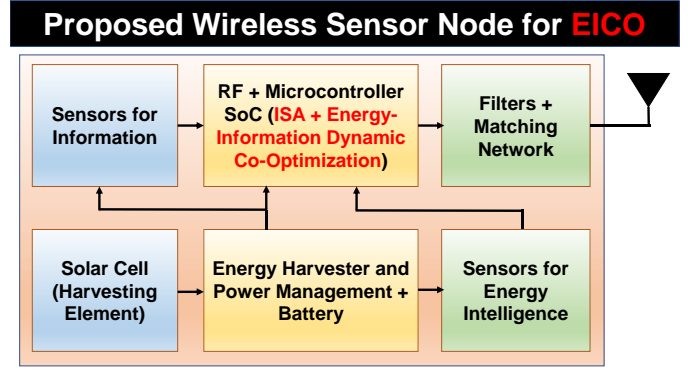 Proposed Wireless Sensor Node for EICO
Sensors for
Information
RF + Microcontroller
SoC (ISA + Energy-
Information Dynamic
Co-Optimization)
Filters +
Matching
Network
Solar Cell
(Harvesting
Element)
Energy Harvester and
Power Management +
Battery
Sensors for
Energy
Intelligence